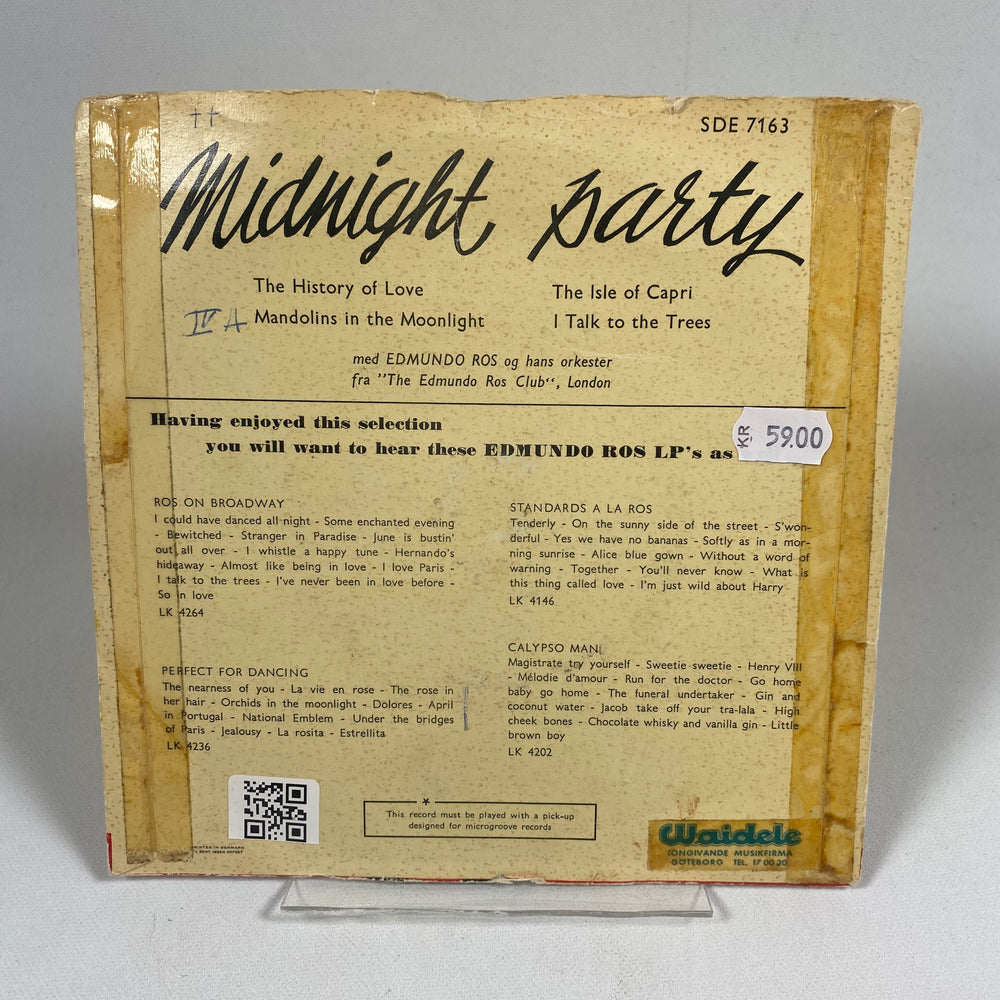 ††
SDE 7163
Midnight party
The History of Love
The Isle of Capri
IV A
Mandolins in the Moonlight
I Talk to the Trees
med EDMUNDO ROS og hans orkester
fra "The Edmundo Ros Club", London
Having enjoyed this selection
you will want to hear these EDMUNDO ROS LP's as
KR 59.00
ROS ON BROADWAY
I could have danced all night - Some enchanted evening
- Bewitched - Stranger in Paradise - June is bustin'
out all over - I whistle a happy tune - Hernando's
hideaway - Almost like being in love - I love Paris -
I talk to the trees - I've never been in love before -
So in love
LK 4264
STANDARDS A LA ROS
Tenderly - On the sunny side of the street - S'won-
derful - Yes we have no bananas - Softly as in a mor-
ning sunrise - Alice blue gown - Without a word of
warning - Together - You'll never know - What is
this thing called love - I'm just wild about Harry
LK 4146
PERFECT FOR DANCING
The nearness of you - La vie en rose - The rose in
her hair - Orchids in the moonlight - Dolores - April
in Portugal - National Emblem - Under the bridges
of Paris - Jealousy - La rosita - Estrellita
LK 4236
CALYPSO MAN
Magistrate try yourself - Sweetie sweetie - Henry VIII
- Mélodie d'amour - Run for the doctor - Go home
baby go home - The funeral undertaker - Gin and
coconut water - Jacob take off your tra-lala - High
cheek bones - Chocolate whisky and vanilla gin - Little
brown boy
LK 4202
This record must be played with a pick-up
designed for microgroove records
PRINTED IN DENMARK
Waidele
TONGIVANDE MUSIKFIRMA
GÖTEBORG TEL. 17 00 30